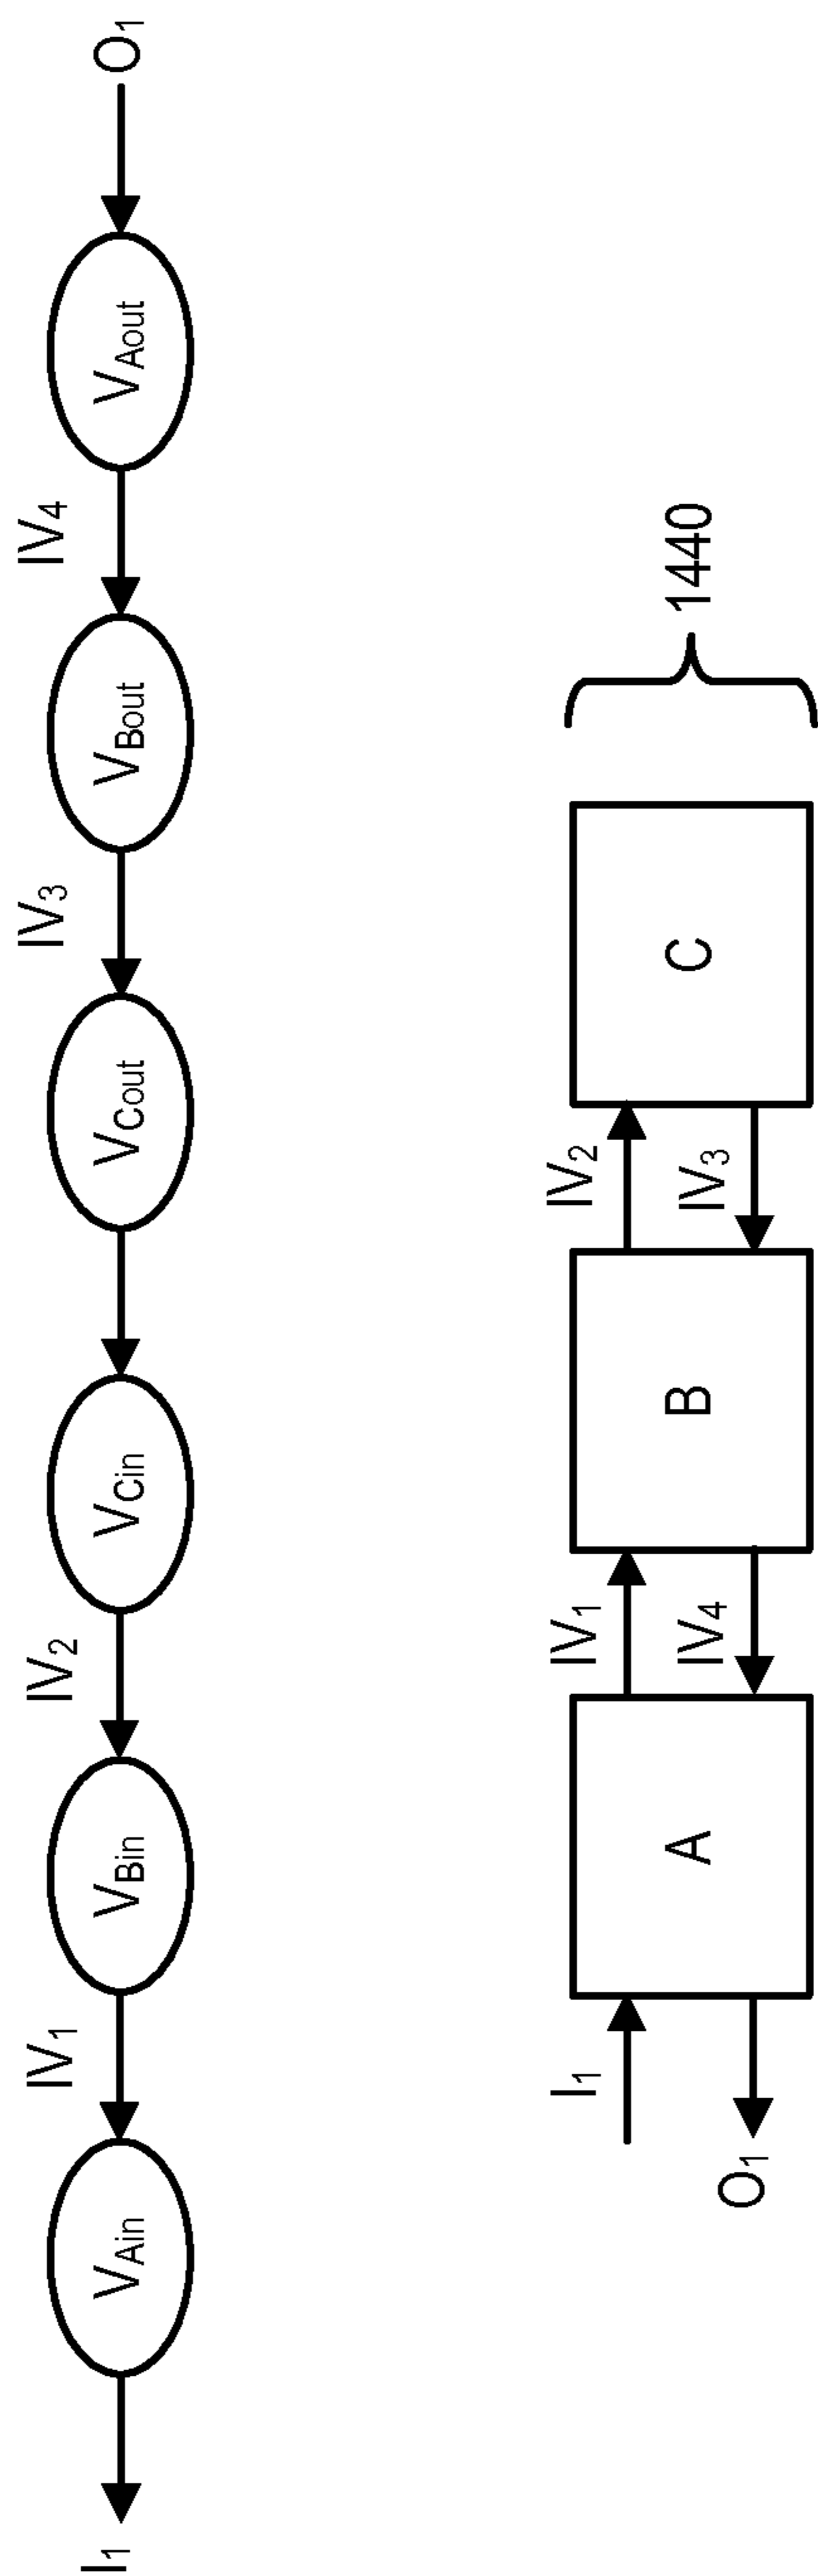 IV₁
IV₂
IV₃
IV₄
I₁
VAin
VBin
VCin
VCout
VBout
VAout
O₁
I₁
IV₁
IV₂
A
B
C
1440
O₁
IV₄
IV₃